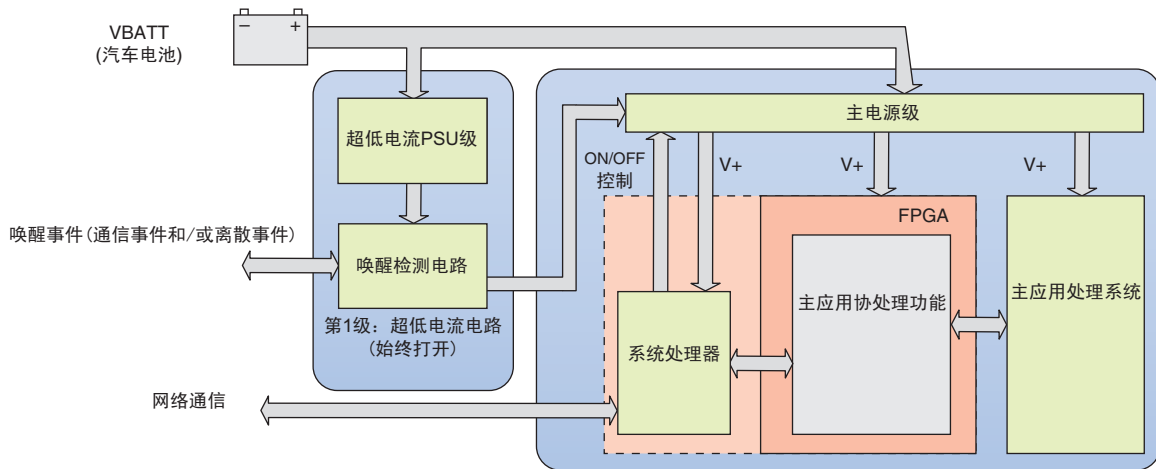 VBATT
(汽车电池)
− +
超低电流PSU级
主电源级
ON/OFF
控制
V+
V+
V+
FPGA
唤醒事件(通信事件和/或离散事件)
唤醒检测电路
主应用协处理功能
主应用处理系统
第1级：超低电流电路
(始终打开)
系统处理器
网络通信